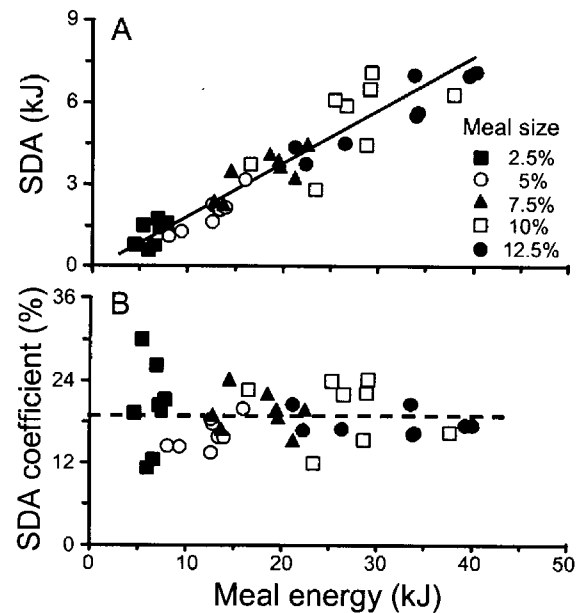 A
9
6
3
0
SDA (kJ)
Meal size
2.5%
5%
7.5%
10%
12.5%
B
36
24
12
0
SDA coefficient (%)
0 10 20 30 40 50
Meal energy (kJ)